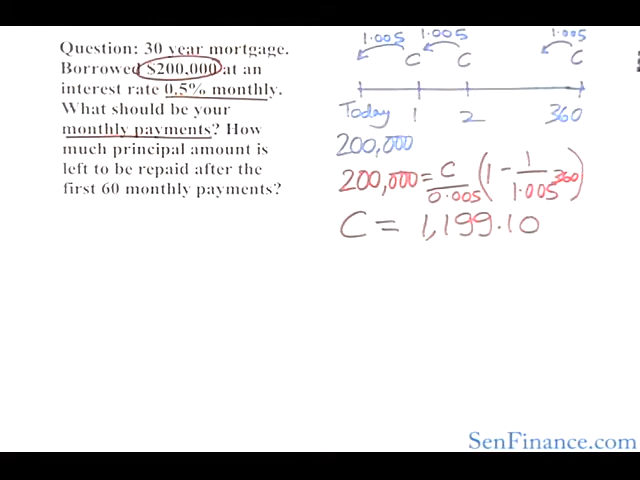 Question: 30 year mortgage.
Borrowed $200,000 at an
interest rate 0.5% monthly.
What should be your
monthly payments? How
much principal amount is
left to be repaid after the
first 60 monthly payments?
1.005 1.005 1.005
C C C
Today 1 2 360
200,000
200,000 = C/0.005 (1 - 1/1.005^360)
C = 1,199.10
SenFinance.com